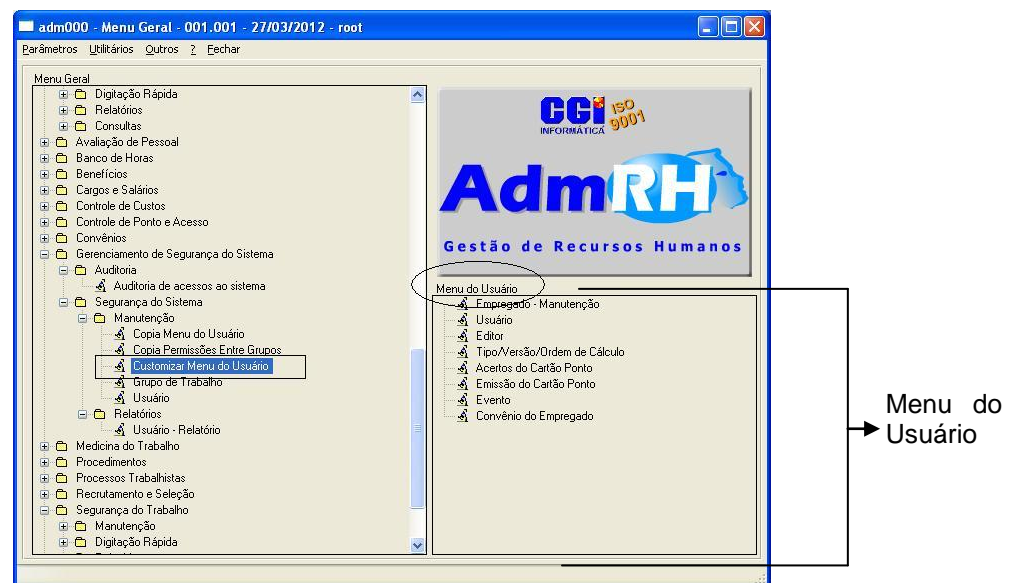 adm000 - Menu Geral - 001.001 - 27/03/2012 - root
Parâmetros Utilitários Outros ? Fechar
Menu Geral
Digitação Rápida
Relatórios
Consultas
Avaliação de Pessoal
Banco de Horas
Benefícios
Cargos e Salários
Controle de Custos
Controle de Ponto e Acesso
Convênios
Gerenciamento de Segurança do Sistema
Auditoria
Auditoria de acessos ao sistema
Segurança do Sistema
Manutenção
Copia Menu do Usuário
Copia Permissões Entre Grupos
Customizar Menu do Usuário
Grupo de Trabalho
Usuário
Relatórios
Usuário - Relatório
Medicina do Trabalho
Procedimentos
Processos Trabalhistas
Recrutamento e Seleção
Segurança do Trabalho
Manutenção
Digitação Rápida
CGI ISO
INFORMÁTICA 9001
AdmRH
Gestão de Recursos Humanos
Menu do Usuário
Empregado - Manutenção
Usuário
Editor
Tipo/Versão/Ordem de Cálculo
Acertos do Cartão Ponto
Emissão do Cartão Ponto
Evento
Convênio do Empregado
Menu do
Usuário